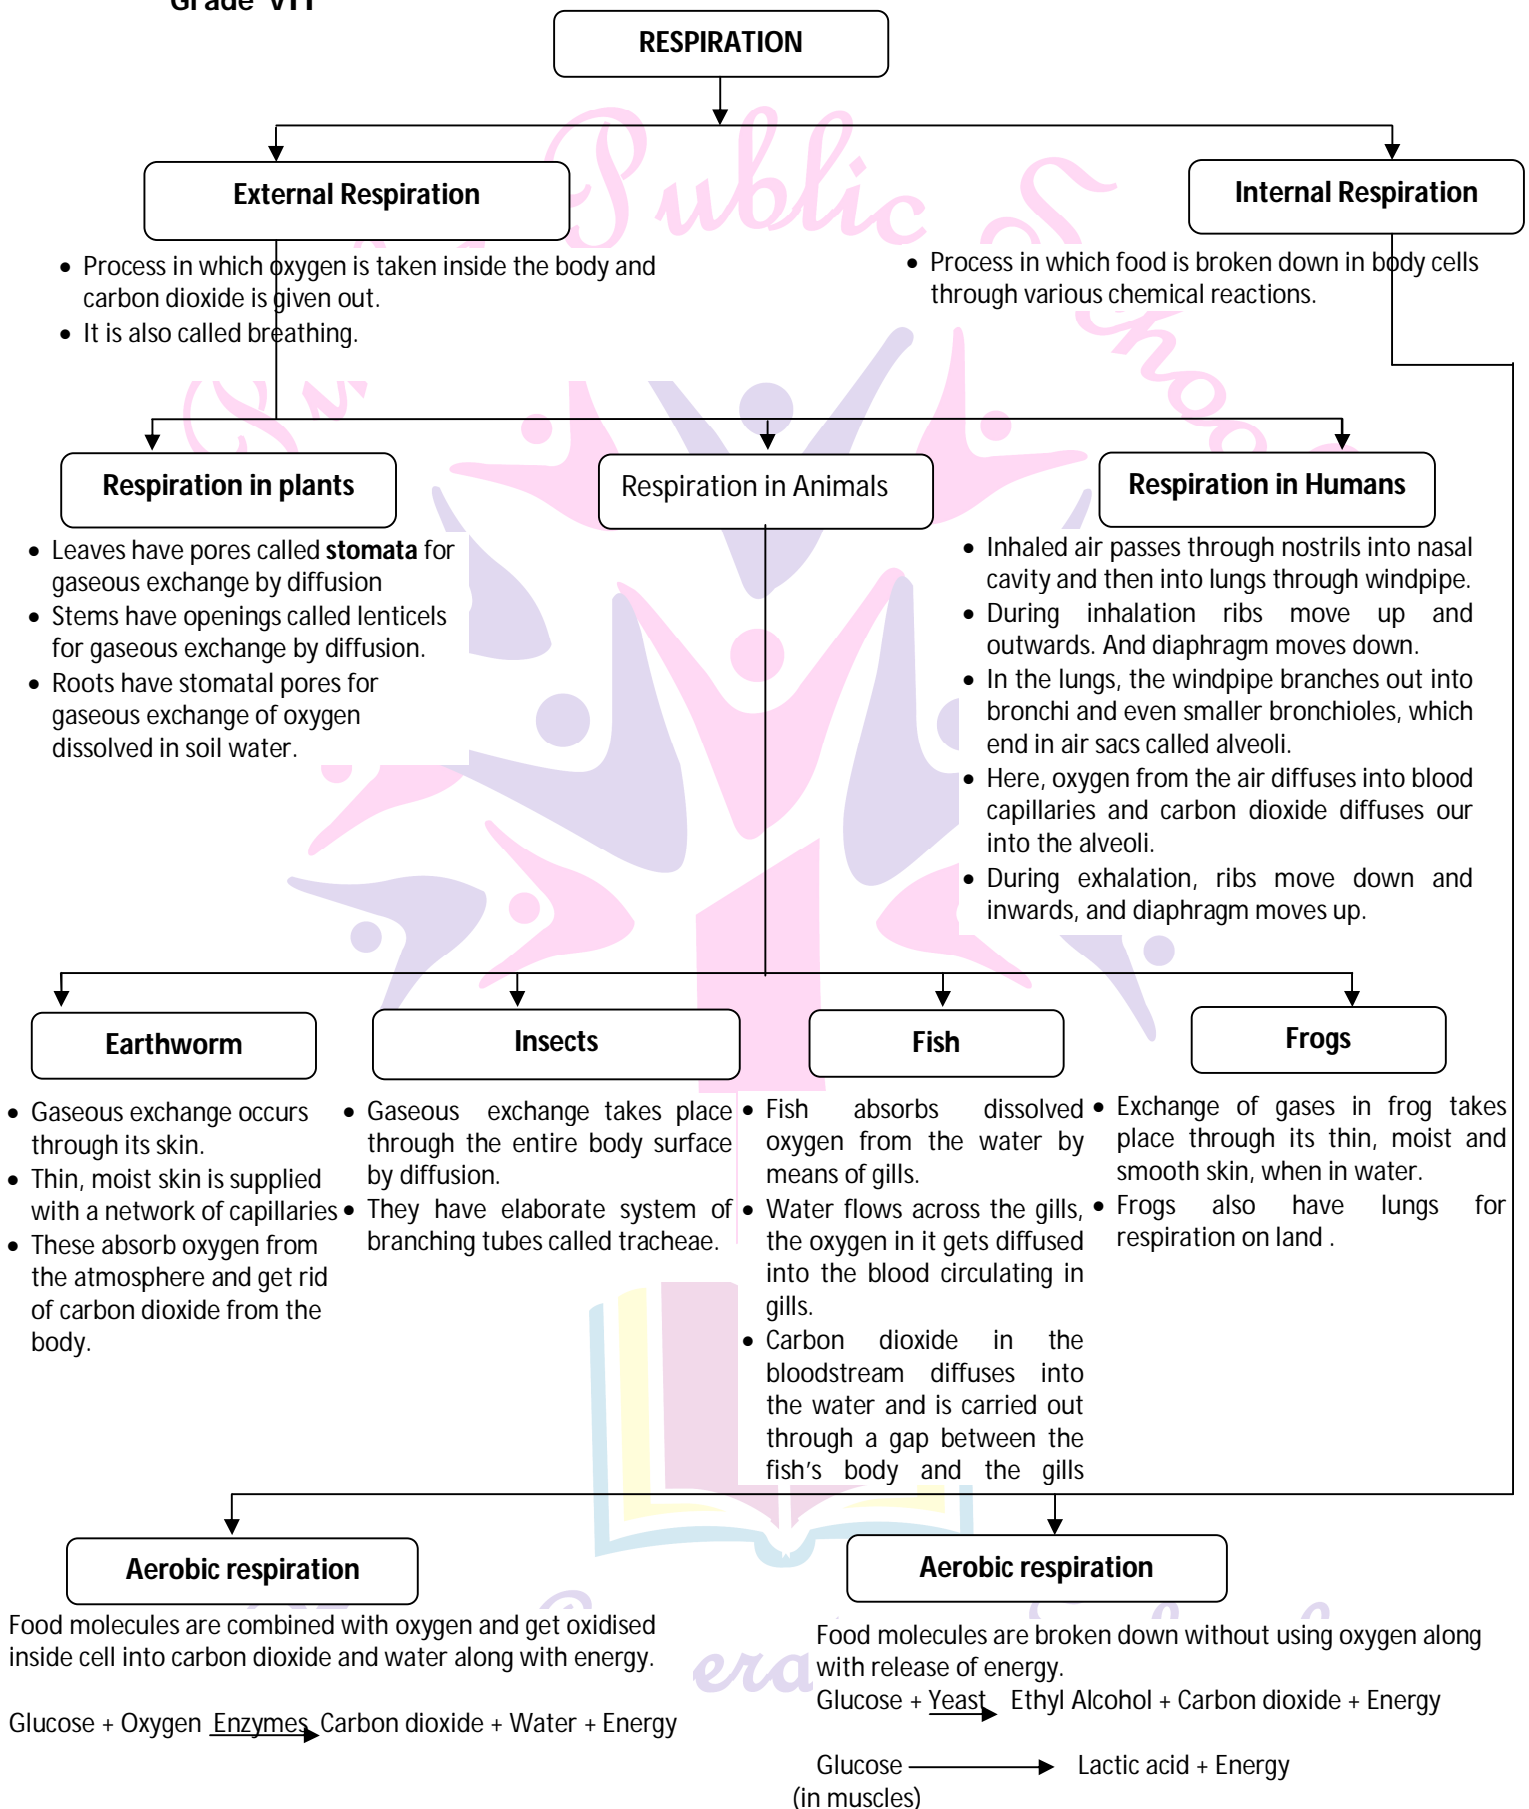 Grade VII
RESPIRATION
External Respiration
Internal Respiration
• Process in which oxygen is taken inside the body and
carbon dioxide is given out.
• It is also called breathing.
• Process in which food is broken down in body cells
through various chemical reactions.
Respiration in plants
Respiration in Animals
Respiration in Humans
• Leaves have pores called stomata for
gaseous exchange by diffusion
• Stems have openings called lenticels
for gaseous exchange by diffusion.
• Roots have stomatal pores for
gaseous exchange of oxygen
dissolved in soil water.
• Inhaled air passes through nostrils into nasal
cavity and then into lungs through windpipe.
• During inhalation ribs move up and
outwards. And diaphragm moves down.
• In the lungs, the windpipe branches out into
bronchi and even smaller bronchioles, which
end in air sacs called alveoli.
• Here, oxygen from the air diffuses into blood
capillaries and carbon dioxide diffuses our
into the alveoli.
• During exhalation, ribs move down and
inwards, and diaphragm moves up.
Earthworm
Insects
Fish
Frogs
• Gaseous exchange occurs
through its skin.
• Thin, moist skin is supplied
with a network of capillaries
• These absorb oxygen from
the atmosphere and get rid
of carbon dioxide from the
body.
• Gaseous exchange takes place
through the entire body surface
by diffusion.
• They have elaborate system of
branching tubes called tracheae.
• Fish absorbs dissolved
oxygen from the water by
means of gills.
• Water flows across the gills,
the oxygen in it gets diffused
into the blood circulating in
gills.
• Carbon dioxide in the
bloodstream diffuses into
the water and is carried out
through a gap between the
fish's body and the gills
• Exchange of gases in frog takes
place through its thin, moist and
smooth skin, when in water.
• Frogs also have lungs for
respiration on land .
Aerobic respiration
Aerobic respiration
Food molecules are combined with oxygen and get oxidised
inside cell into carbon dioxide and water along with energy.
Glucose + Oxygen Enzymes Carbon dioxide + Water + Energy
Food molecules are broken down without using oxygen along
with release of energy.
Glucose + Yeast Ethyl Alcohol + Carbon dioxide + Energy
Glucose Lactic acid + Energy
(in muscles)
Public